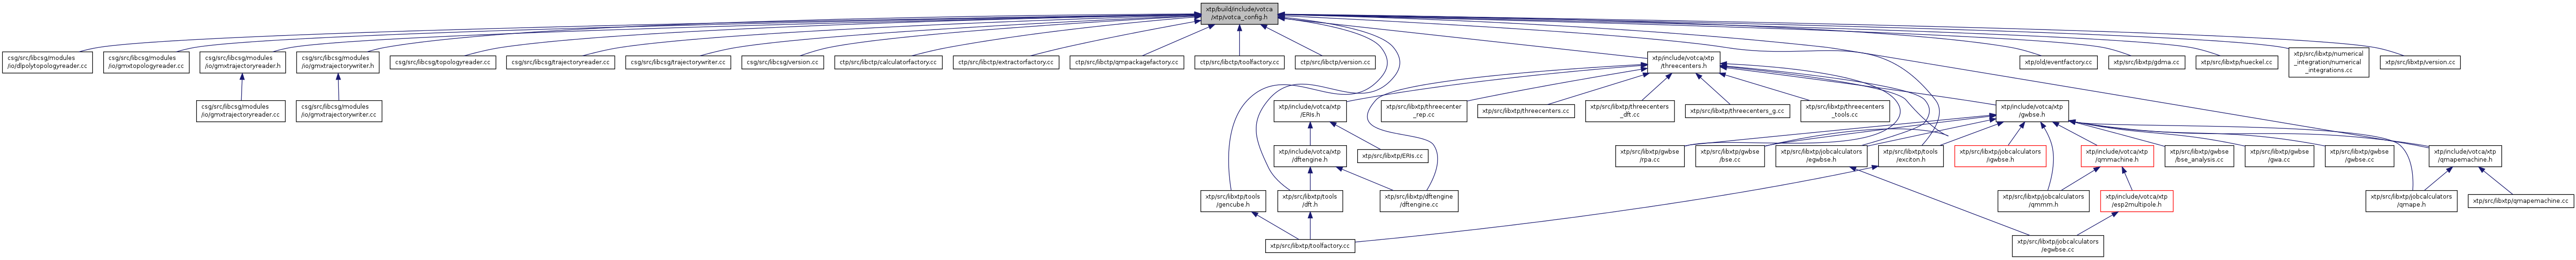 xtp/build/include/votca
/xtp/votca_config.h
csg/src/libcsg/modules
/io/dlpolytopologyreader.cc
csg/src/libcsg/modules
/io/gmxtopologyreader.cc
csg/src/libcsg/modules
/io/gmxtrajectoryreader.h
csg/src/libcsg/modules
/io/gmxtrajectorywriter.h
csg/src/libcsg/topologyreader.cc
csg/src/libcsg/trajectoryreader.cc
csg/src/libcsg/trajectorywriter.cc
csg/src/libcsg/version.cc
ctp/src/libctp/calculatorfactory.cc
ctp/src/libctp/extractorfactory.cc
ctp/src/libctp/qmpackagefactory.cc
ctp/src/libctp/toolfactory.cc
ctp/src/libctp/version.cc
xtp/include/votca/xtp
/threecenters.h
xtp/old/eventfactory.cc
xtp/src/libxtp/gdma.cc
xtp/src/libxtp/hueckel.cc
xtp/src/libxtp/numerical
_integration/numerical
_integrations.cc
xtp/src/libxtp/version.cc
csg/src/libcsg/modules
/io/gmxtrajectoryreader.cc
csg/src/libcsg/modules
/io/gmxtrajectorywriter.cc
xtp/include/votca/xtp
/ERIs.h
xtp/src/libxtp/threecenter
_rep.cc
xtp/src/libxtp/threecenters.cc
xtp/src/libxtp/threecenters
_dft.cc
xtp/src/libxtp/threecenters_g.cc
xtp/src/libxtp/threecenters
_tools.cc
xtp/include/votca/xtp
/gwbse.h
xtp/include/votca/xtp
/dftengine.h
xtp/src/libxtp/ERIs.cc
xtp/src/libxtp/gwbse
/rpa.cc
xtp/src/libxtp/gwbse
/bse.cc
xtp/src/libxtp/jobcalculators
/egwbse.h
xtp/src/libxtp/tools
/exciton.h
xtp/src/libxtp/jobcalculators
/igwbse.h
xtp/include/votca/xtp
/qmmachine.h
xtp/src/libxtp/gwbse
/bse_analysis.cc
xtp/src/libxtp/gwbse
/gwa.cc
xtp/src/libxtp/gwbse
/gwbse.cc
xtp/include/votca/xtp
/qmapemachine.h
xtp/src/libxtp/tools
/gencube.h
xtp/src/libxtp/tools
/dft.h
xtp/src/libxtp/dftengine
/dftengine.cc
xtp/src/libxtp/jobcalculators
/qmmm.h
xtp/include/votca/xtp
/esp2multipole.h
xtp/src/libxtp/jobcalculators
/qmape.h
xtp/src/libxtp/qmapemachine.cc
xtp/src/libxtp/toolfactory.cc
xtp/src/libxtp/jobcalculators
/egwbse.cc